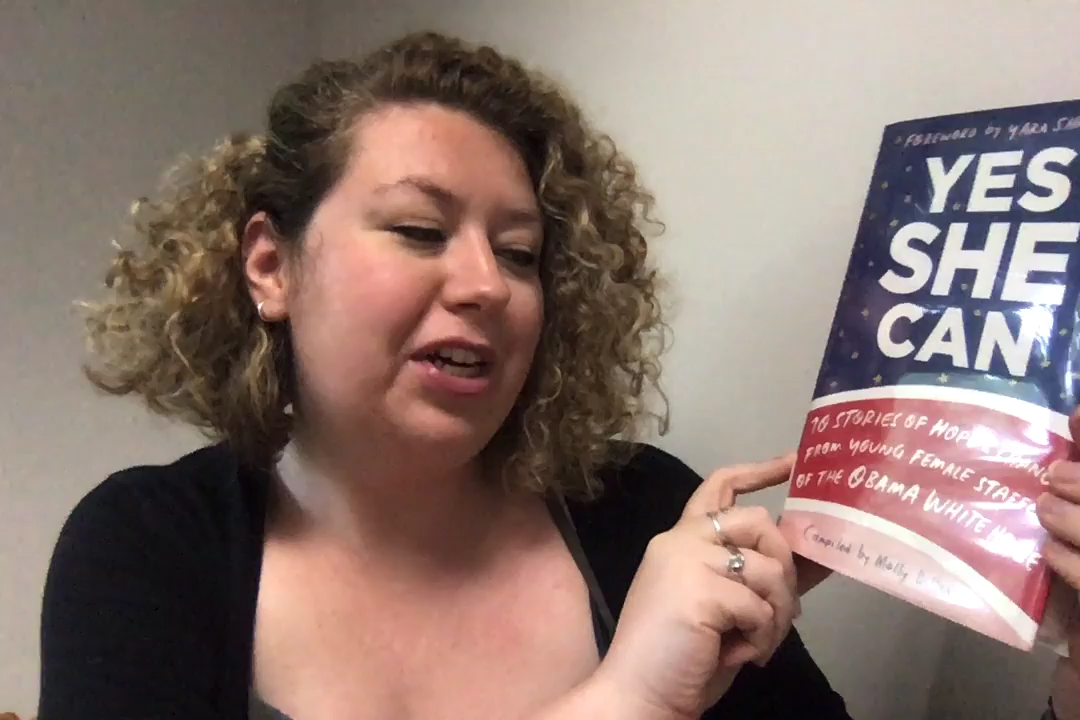 FOREWORD by YARA
YES
SHE
CAN
10 STORIES OF
FROM YOUNG FEMALE
OF THE OBAMA WHITE
Compiled by Molly